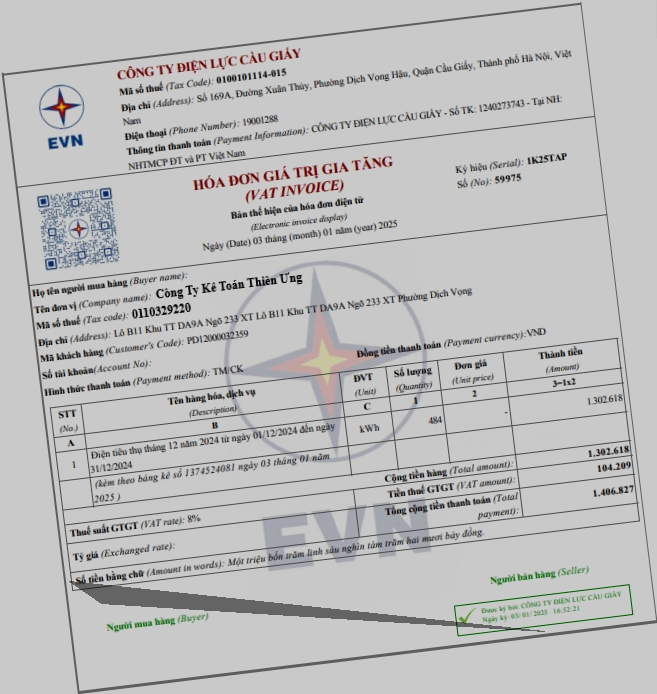 CÔNG TY ĐIỆN LỰC CẦU GIẤY
Mã số thuế (Tax Code): 0100101114-015
Địa chỉ (Address): Số 169A, Đường Xuân Thủy, Phường Dịch Vọng Hậu, Quận Cầu Giấy, Thành phố Hà Nội, Việt
Nam
Điện thoại (Phone Number): 19001288
Thông tin thanh toán (Payment Information): CÔNG TY ĐIỆN LỰC CẦU GIẤY - Số TK: 1240273743 - Tại NH:
NHTMCP ĐT và PT Việt Nam
EVN
HÓA ĐƠN GIÁ TRỊ GIA TĂNG
(VAT INVOICE)
Bản thể hiện của hóa đơn điện tử
(Electronic invoice display)
Ngày (Date) 03 tháng (month) 01 năm (year) 2025
Ký hiệu (Serial): 1K25TAP
Số (No): 59975
Họ tên người mua hàng (Buyer name):
Tên đơn vị (Company name): Công Ty Kế Toán Thiên Ưng
Mã số thuế (Tax code): 0110329220
Địa chỉ (Address): Lô B11 Khu TT DA9A Ngõ 233 XT Lô B11 Khu TT DA9A Ngõ 233 XT Phường Dịch Vọng
Mã khách hàng (Customer's Code): PD12000032359
Số tài khoản(Account No):
Hình thức thanh toán (Payment method): TM/CK
Đồng tiền thanh toán (Payment currency):VND
STT (No.) Tên hàng hóa, dịch vụ (Description) ĐVT (Unit) Số lượng (Quantity) Đơn giá (Unit price) Thành tiền (Amount)
A B C 1 2 3=1x2
1 Điện tiêu thụ tháng 12 năm 2024 từ ngày 01/12/2024 đến ngày kWh 484 - 1.302.618
31/12/2024
(kèm theo bảng kê số 1374524081 ngày 03 tháng 01 năm
2025 )
Cộng tiền hàng (Total amount): 1.302.618
Thuế suất GTGT (VAT rate): 8% Tiền thuế GTGT (VAT amount): 104.209
Tỷ giá (Exchanged rate): Tổng cộng tiền thanh toán (Total payment): 1.406.827
Số tiền bằng chữ (Amount in words): Một triệu bốn trăm linh sáu nghìn tám trăm hai mươi bảy đồng.
EVN
Người mua hàng (Buyer)
Người bán hàng (Seller)
Được ký bởi: CÔNG TY ĐIỆN LỰC CẦU GIẤY
Ngày ký: 03/ 01/ 2025 16:52:21